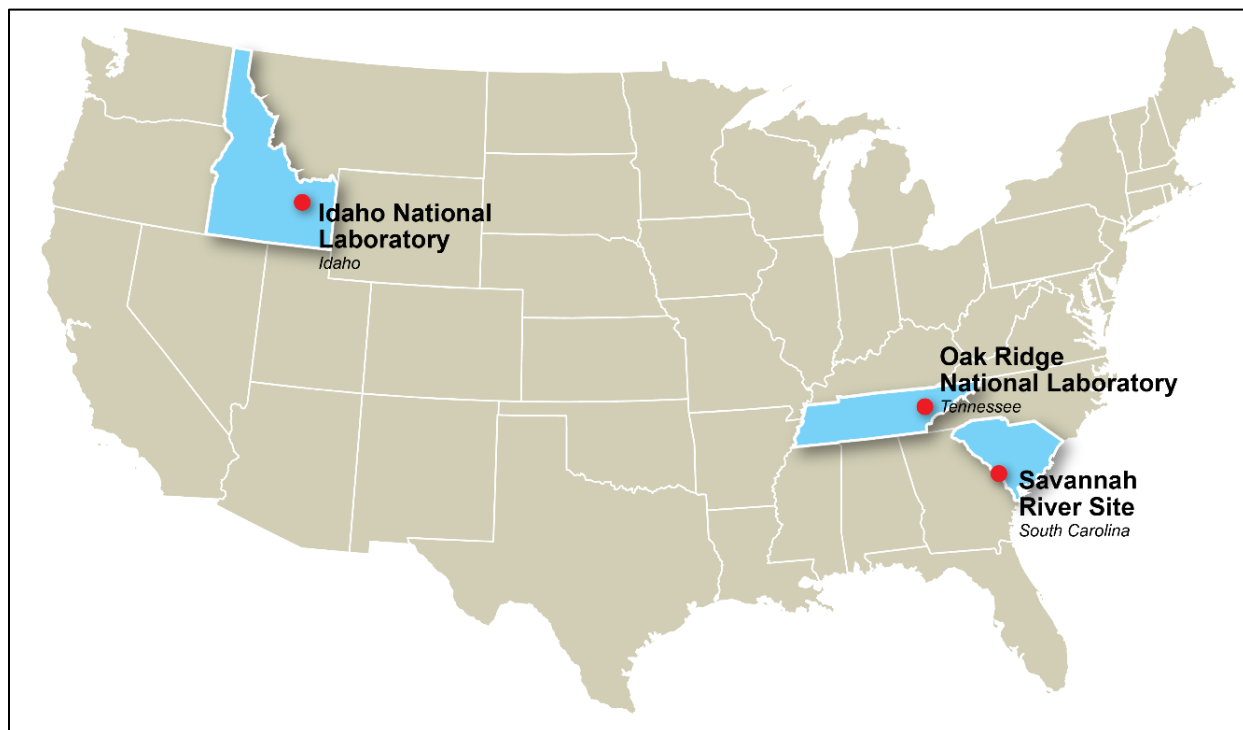 Idaho National
Laboratory
Idaho
Oak Ridge
National Laboratory
Tennessee
Savannah
River Site
South Carolina